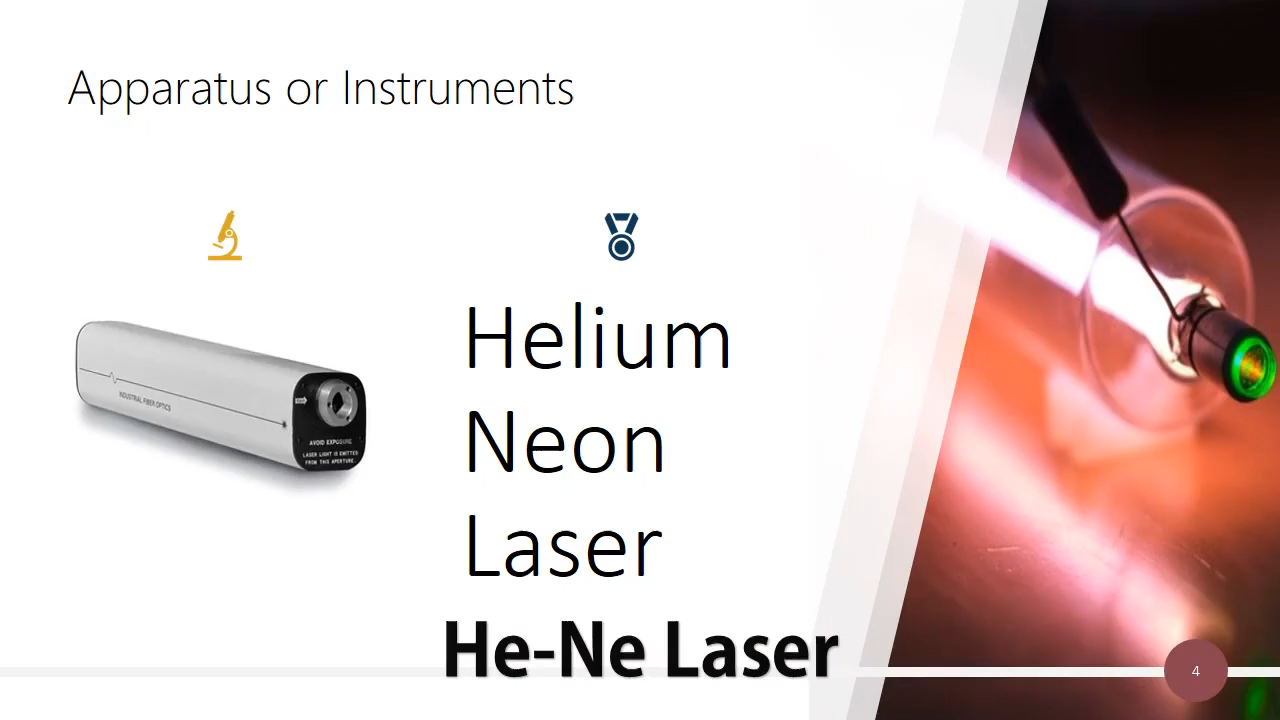 Apparatus or Instruments
Helium
Neon
Laser
INDUSTRIAL FIBER OPTICS
AVOID EXPOSURE
LASER LIGHT IS EMITTED
FROM THIS APERTURE
He-Ne Laser
4